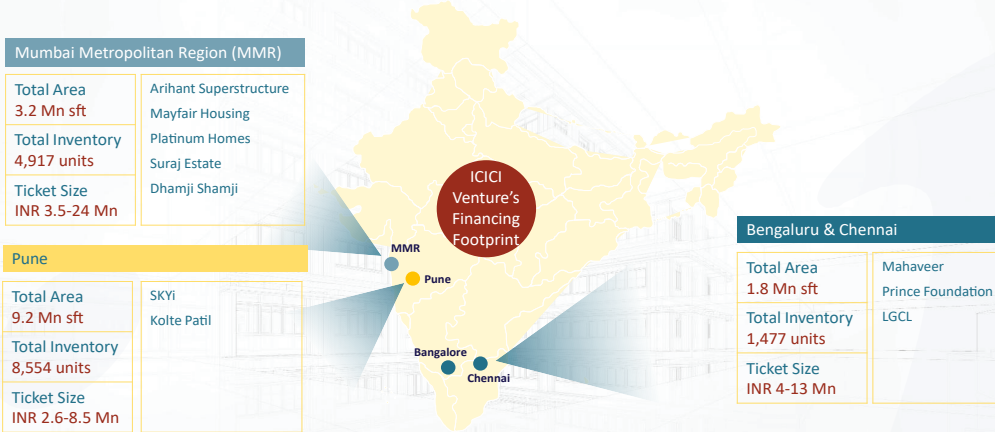 Mumbai Metropolitan Region (MMR)
Total Area
3.2 Mn sft
Total Inventory
4,917 units
Ticket Size
INR 3.5-24 Mn
Arihant Superstructure
Mayfair Housing
Platinum Homes
Suraj Estate
Dhamji Shamji
Pune
Total Area
9.2 Mn sft
Total Inventory
8,554 units
Ticket Size
INR 2.6-8.5 Mn
SKYi
Kolte Patil
ICICI
Venture's
Financing
Footprint
MMR
Pune
Bangalore
Chennai
Bengaluru & Chennai
Total Area
1.8 Mn sft
Total Inventory
1,477 units
Ticket Size
INR 4-13 Mn
Mahaveer
Prince Foundation
LGCL